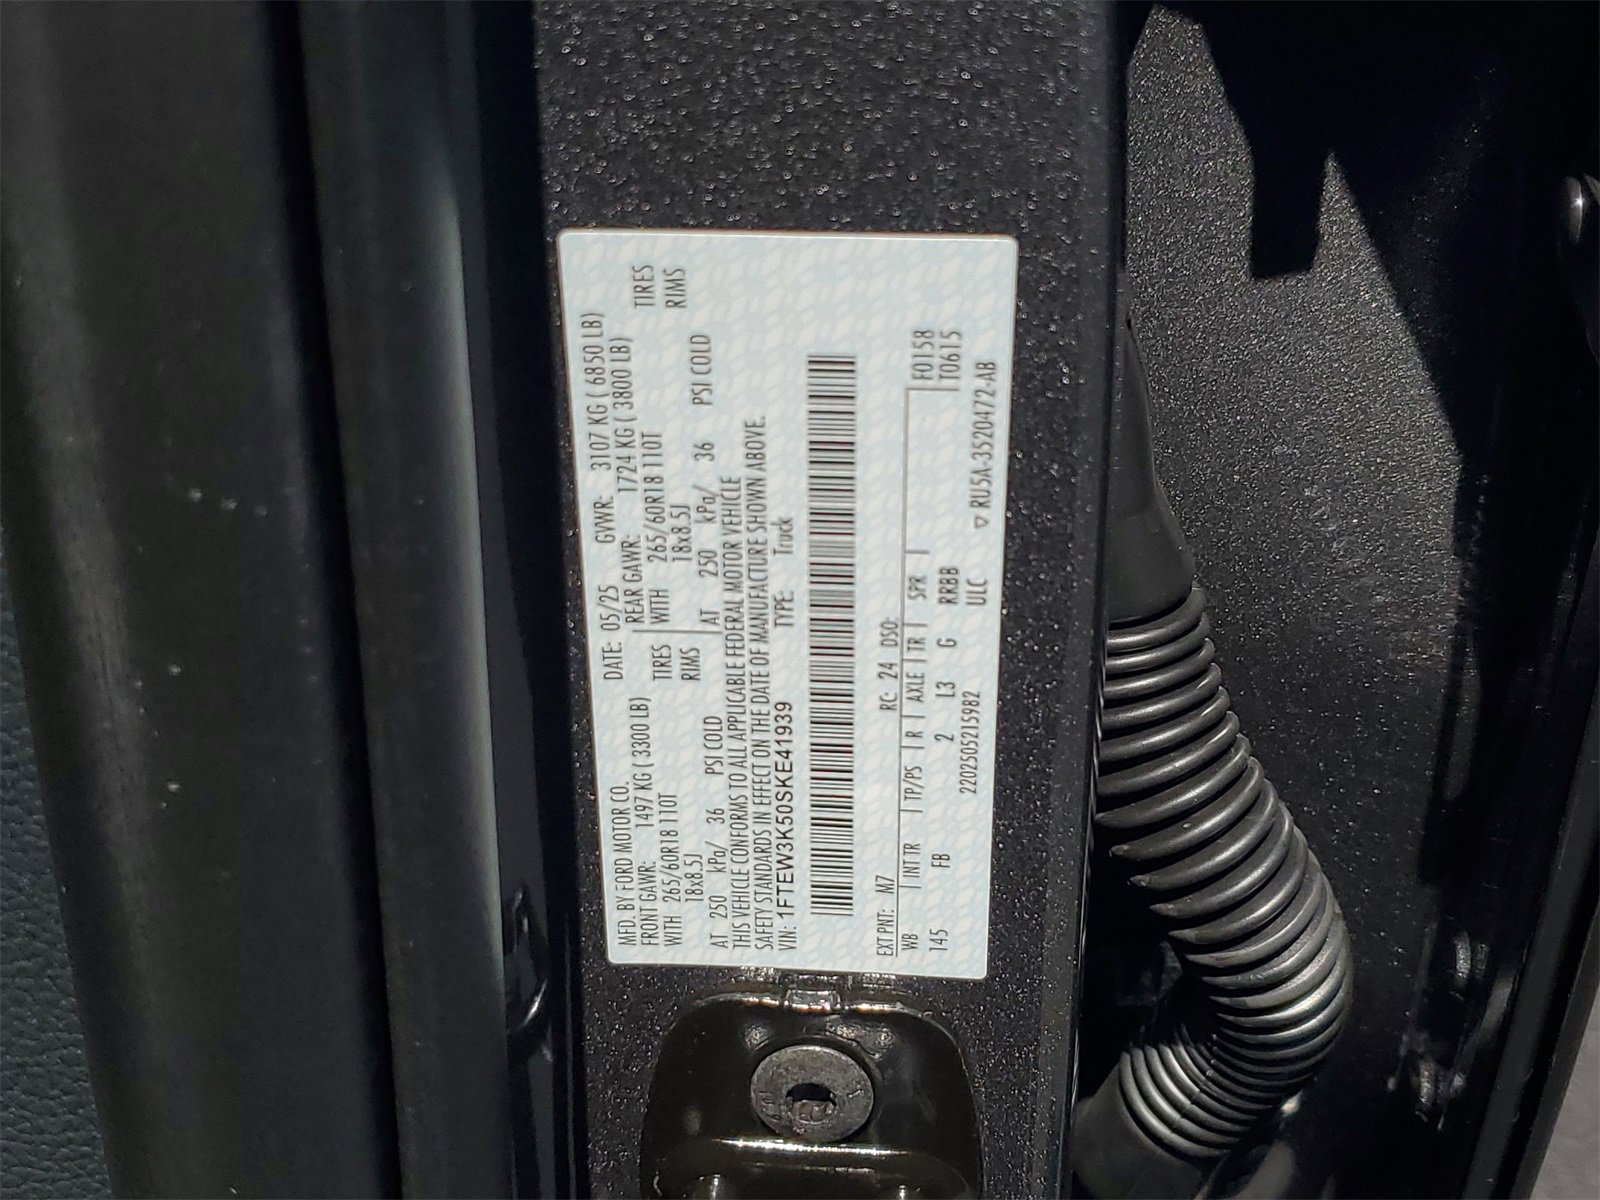 MFD. BY FORD MOTOR CO. DATE: 05/25 GVWR: 3107 KG ( 6850 LB)
FRONT GAWR: 1497 KG ( 3300 LB) REAR GAWR: 1724 KG ( 3800 LB)
WITH 265/60R18 110T TIRES WITH 265/60R18 110T TIRES
18x8.5J RIMS 18x8.5J RIMS
AT 250 kPa/ 36 PSI COLD AT 250 kPa/ 36 PSI COLD
THIS VEHICLE CONFORMS TO ALL APPLICABLE FEDERAL MOTOR VEHICLE
SAFETY STANDARDS IN EFFECT ON THE DATE OF MANUFACTURE SHOWN ABOVE.
VIN: 1FTEW3K50SKE41939 TYPE: Truck
EXT PNT: M7 RC: 24 DSO:
WB INT TR TP/PS R AXLE TR SPR F0158
145 FB 2 L3 G RRBB T0615
2202505215982 ULC ▽ RU5A-3520472-AB